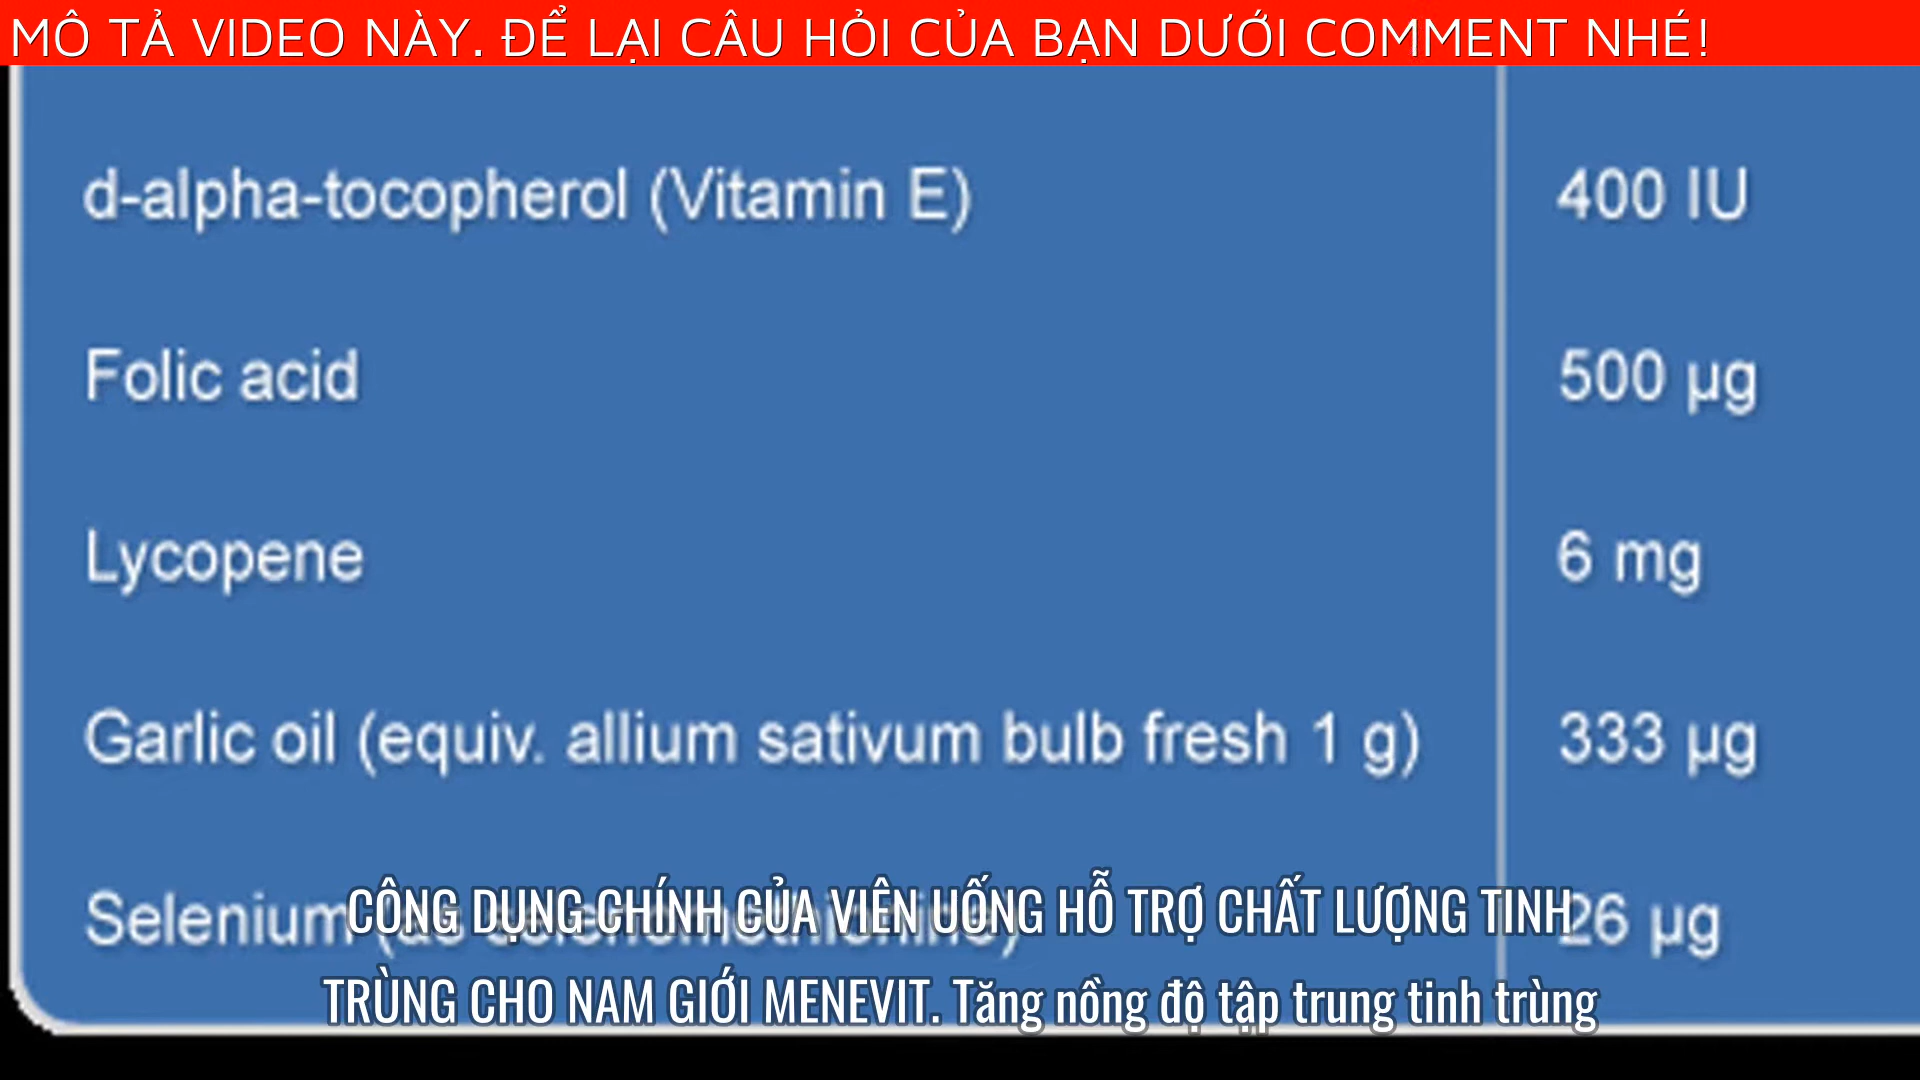 MÔ TẢ VIDEO NÀY. ĐỂ LẠI CÂU HỎI CỦA BẠN DƯỚI COMMENT NHÉ!
d-alpha-tocopherol (Vitamin E) 400 IU
Folic acid 500 µg
Lycopene 6 mg
Garlic oil (equiv. allium sativum bulb fresh 1 g) 333 µg
Selenium (as selenomethionine) 26 µg
CÔNG DỤNG CHÍNH CỦA VIÊN UỐNG HỖ TRỢ CHẤT LƯỢNG TINH
TRÙNG CHO NAM GIỚI MENEVIT. Tăng nồng độ tập trung tinh trùng